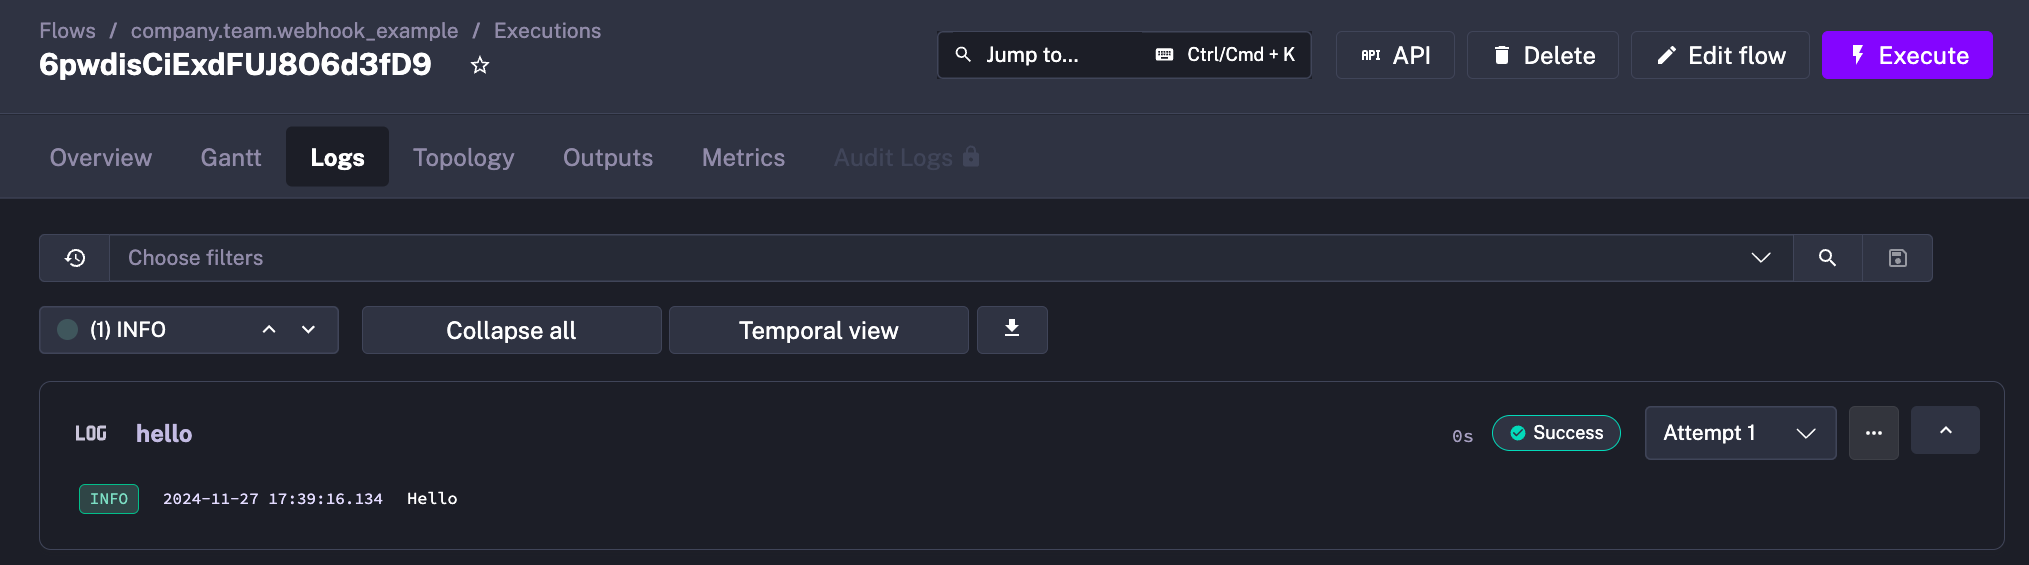 Flows / company.team.webhook_example / Executions
6pwdisCiExdFUJ8O6d3fD9
Jump to... Ctrl/Cmd + K
API API
Delete
Edit flow
Execute
Overview Gantt Logs Topology Outputs Metrics Audit Logs
Choose filters
(1) INFO
Collapse all
Temporal view
LOG hello 0s Success Attempt 1
INFO 2024-11-27 17:39:16.134 Hello